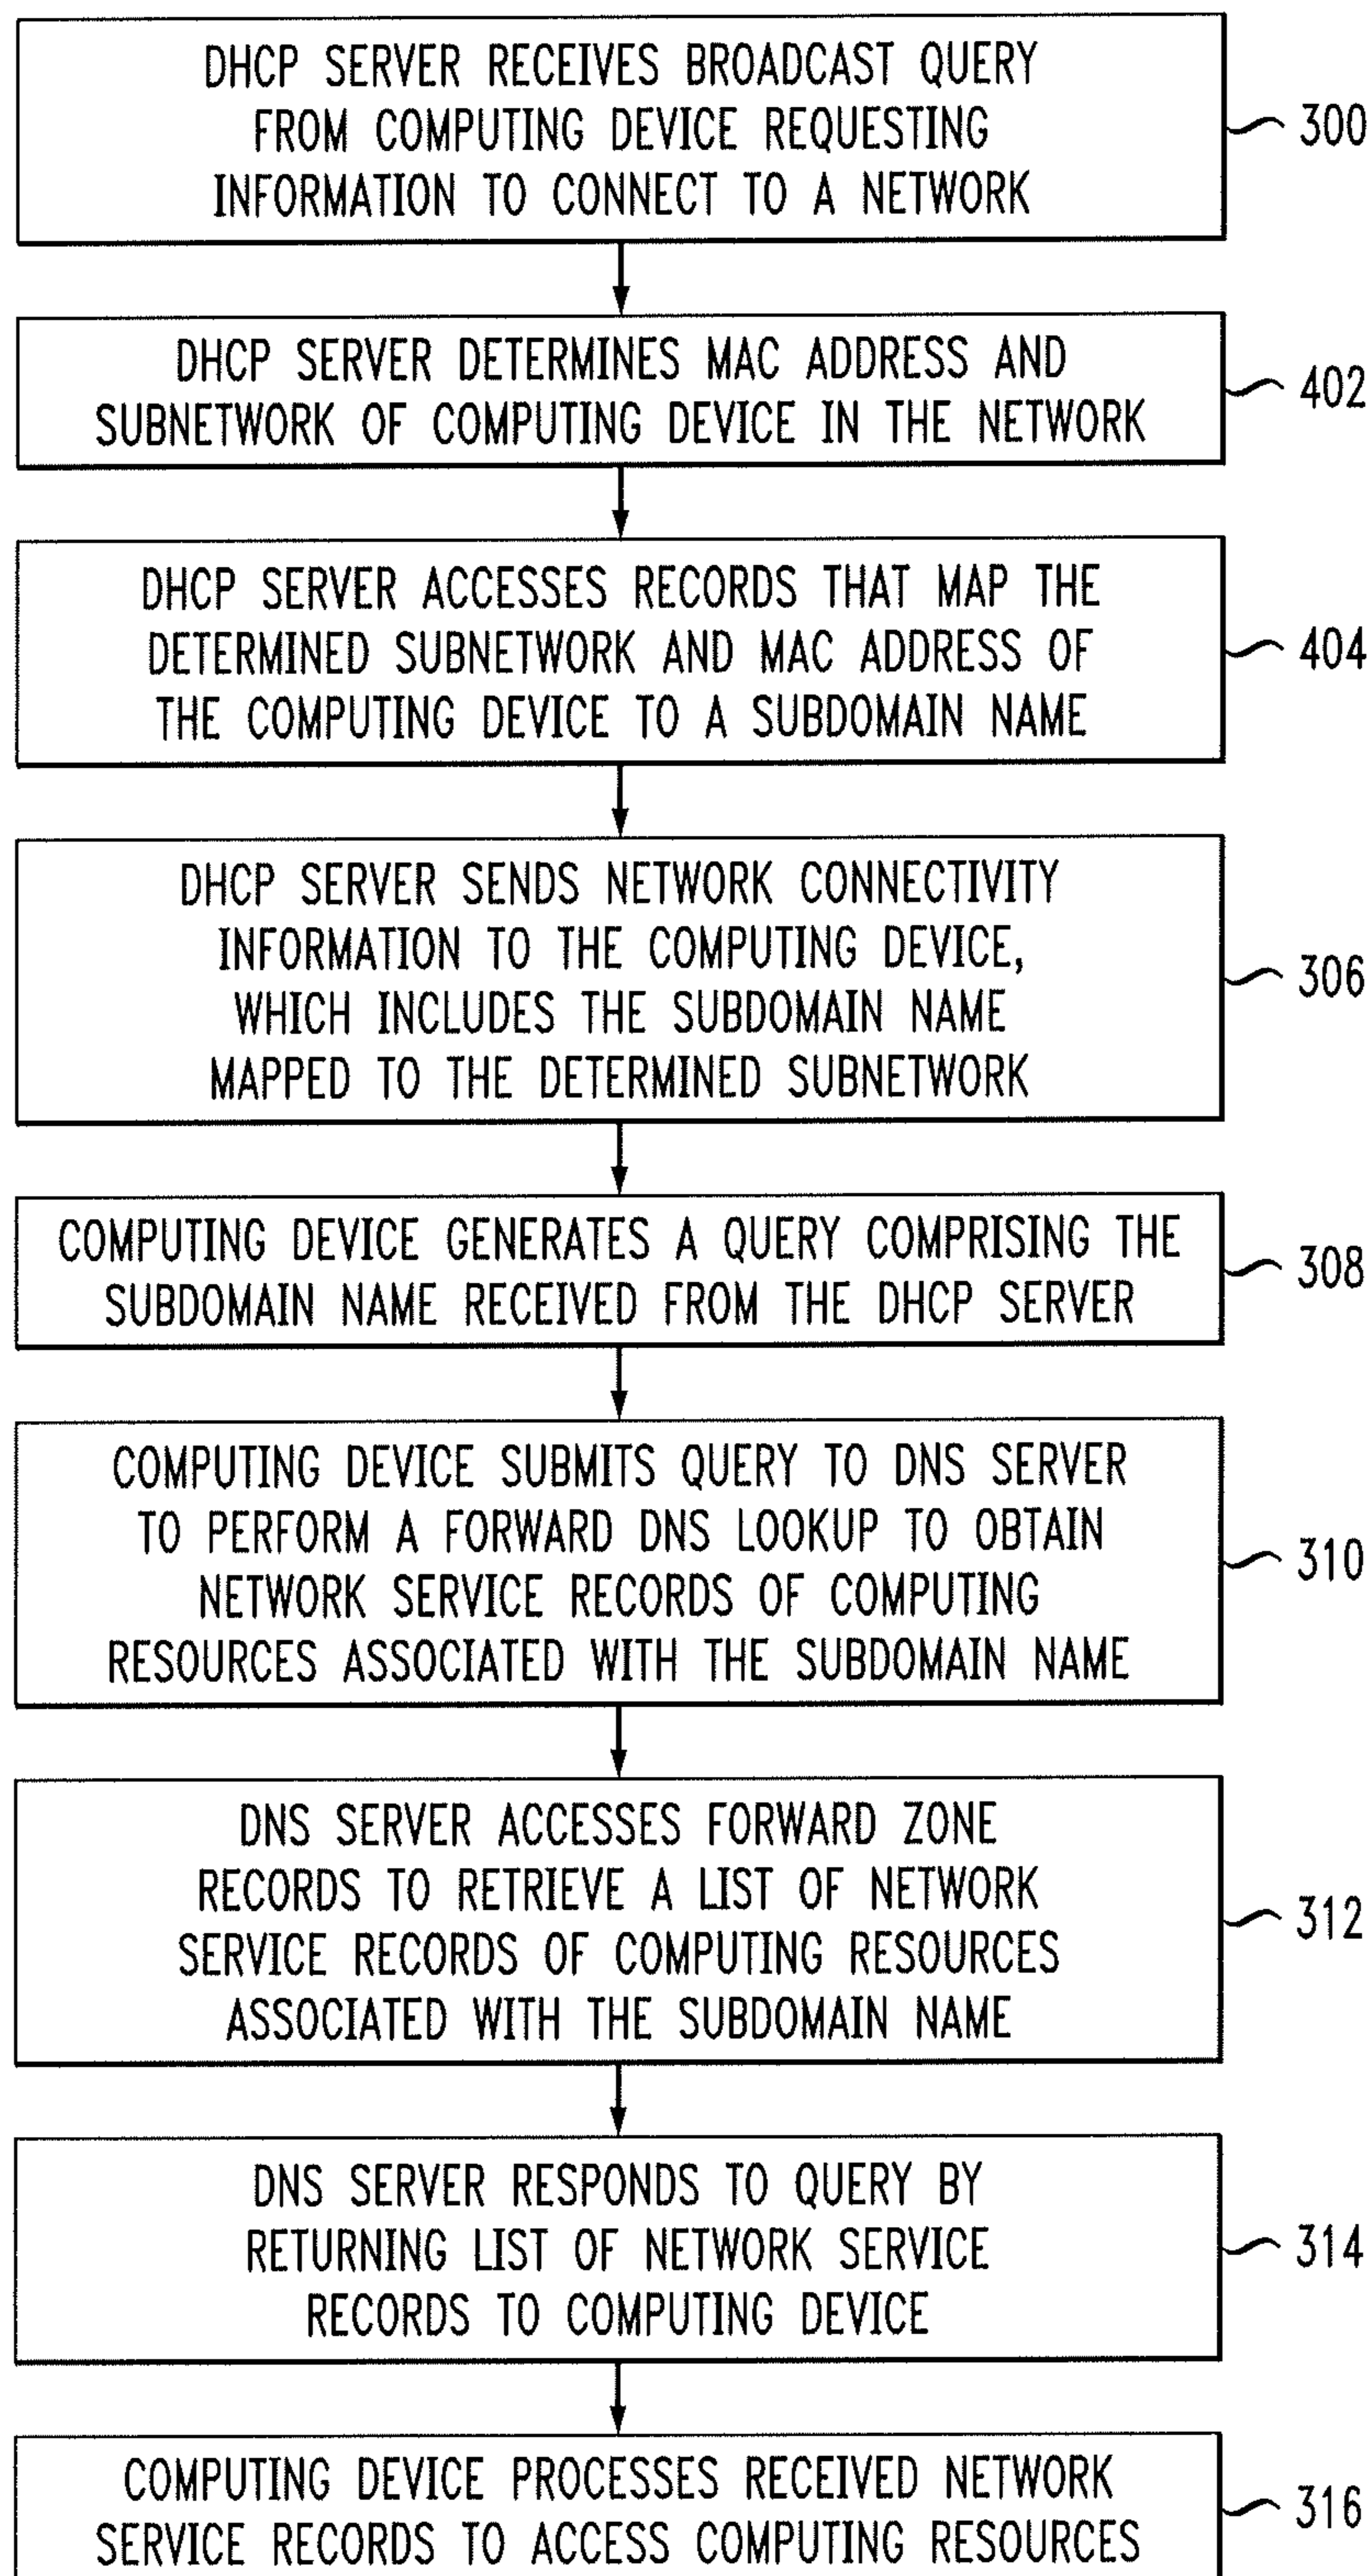 DHCP SERVER RECEIVES BROADCAST QUERY
FROM COMPUTING DEVICE REQUESTING
INFORMATION TO CONNECT TO A NETWORK
300
DHCP SERVER DETERMINES MAC ADDRESS AND
SUBNETWORK OF COMPUTING DEVICE IN THE NETWORK
402
DHCP SERVER ACCESSES RECORDS THAT MAP THE
DETERMINED SUBNETWORK AND MAC ADDRESS OF
THE COMPUTING DEVICE TO A SUBDOMAIN NAME
404
DHCP SERVER SENDS NETWORK CONNECTIVITY
INFORMATION TO THE COMPUTING DEVICE,
WHICH INCLUDES THE SUBDOMAIN NAME
MAPPED TO THE DETERMINED SUBNETWORK
306
COMPUTING DEVICE GENERATES A QUERY COMPRISING THE
SUBDOMAIN NAME RECEIVED FROM THE DHCP SERVER
308
COMPUTING DEVICE SUBMITS QUERY TO DNS SERVER
TO PERFORM A FORWARD DNS LOOKUP TO OBTAIN
NETWORK SERVICE RECORDS OF COMPUTING
RESOURCES ASSOCIATED WITH THE SUBDOMAIN NAME
310
DNS SERVER ACCESSES FORWARD ZONE
RECORDS TO RETRIEVE A LIST OF NETWORK
SERVICE RECORDS OF COMPUTING RESOURCES
ASSOCIATED WITH THE SUBDOMAIN NAME
312
DNS SERVER RESPONDS TO QUERY BY
RETURNING LIST OF NETWORK SERVICE
RECORDS TO COMPUTING DEVICE
314
COMPUTING DEVICE PROCESSES RECEIVED NETWORK
SERVICE RECORDS TO ACCESS COMPUTING RESOURCES
316